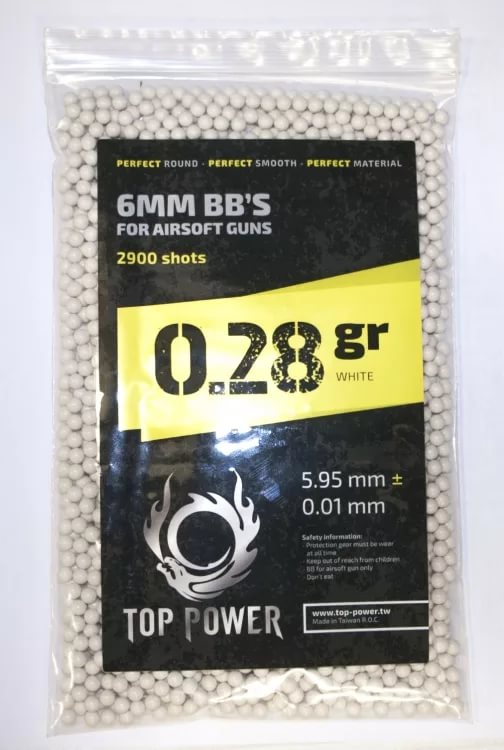 PERFECT ROUND - PERFECT SMOOTH - PERFECT MATERIAL
6MM BB'S
FOR AIRSOFT GUNS
2900 shots
0.28 gr
WHITE
5.95 mm ±
0.01 mm
Safety Information:
- Protection gear must be wear
at all time
- Keep out of reach from children
- BB for airsoft gun only
- Don't eat
TOP POWER
www.top-power.tw
Made in Taiwan R.O.C.